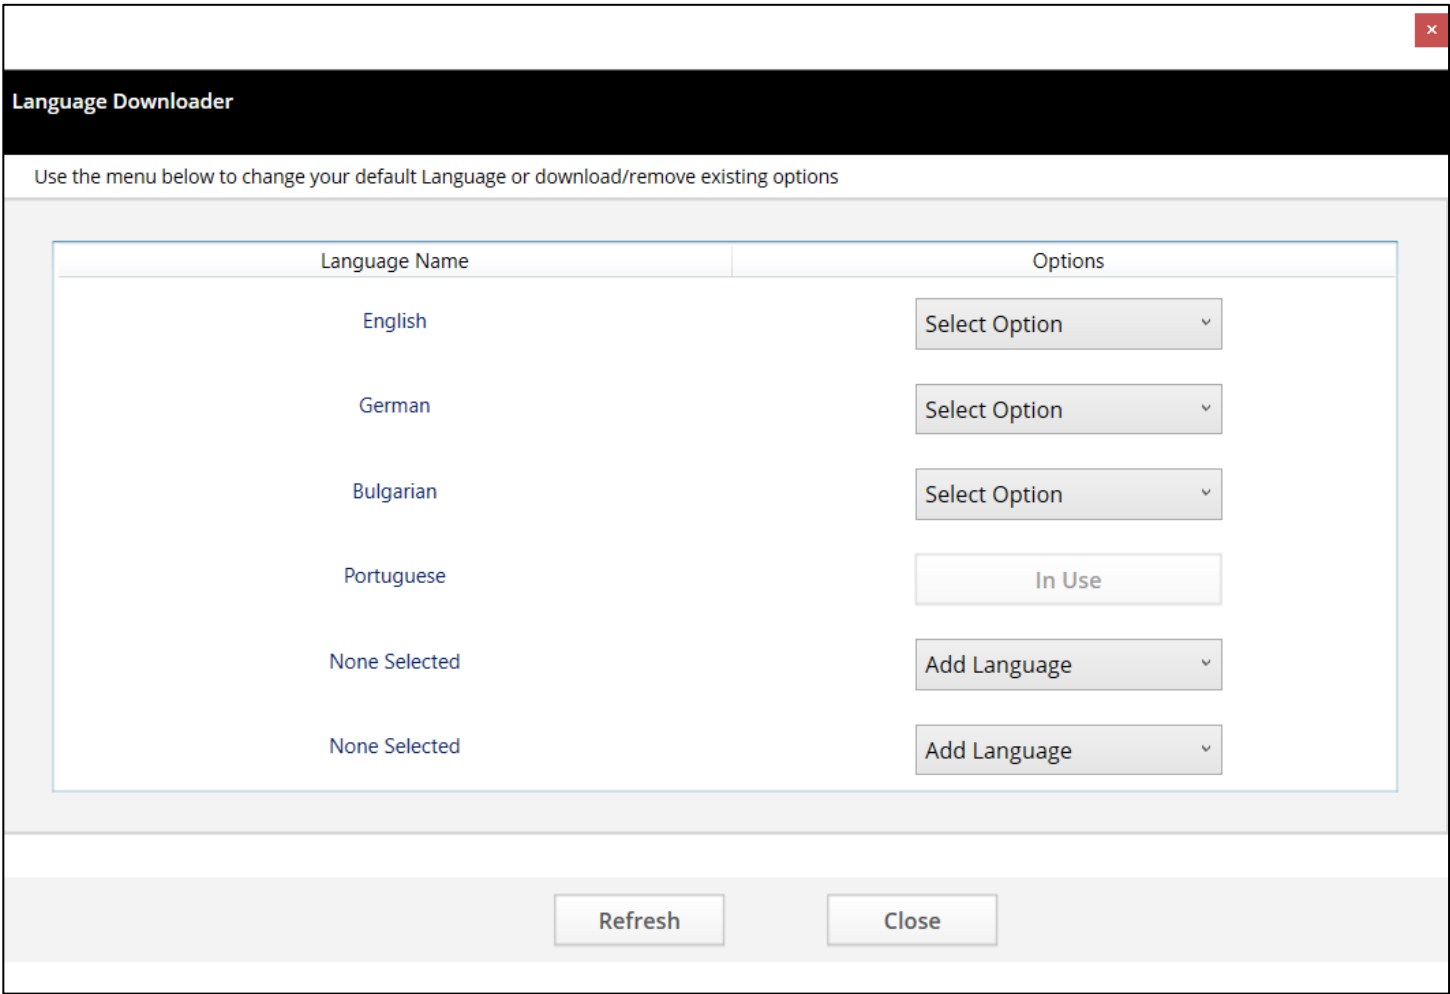 Language Downloader
Use the menu below to change your default Language or download/remove existing options
Language Name Options
English Select Option
German Select Option
Bulgarian Select Option
Portuguese In Use
None Selected Add Language
None Selected Add Language
Refresh Close